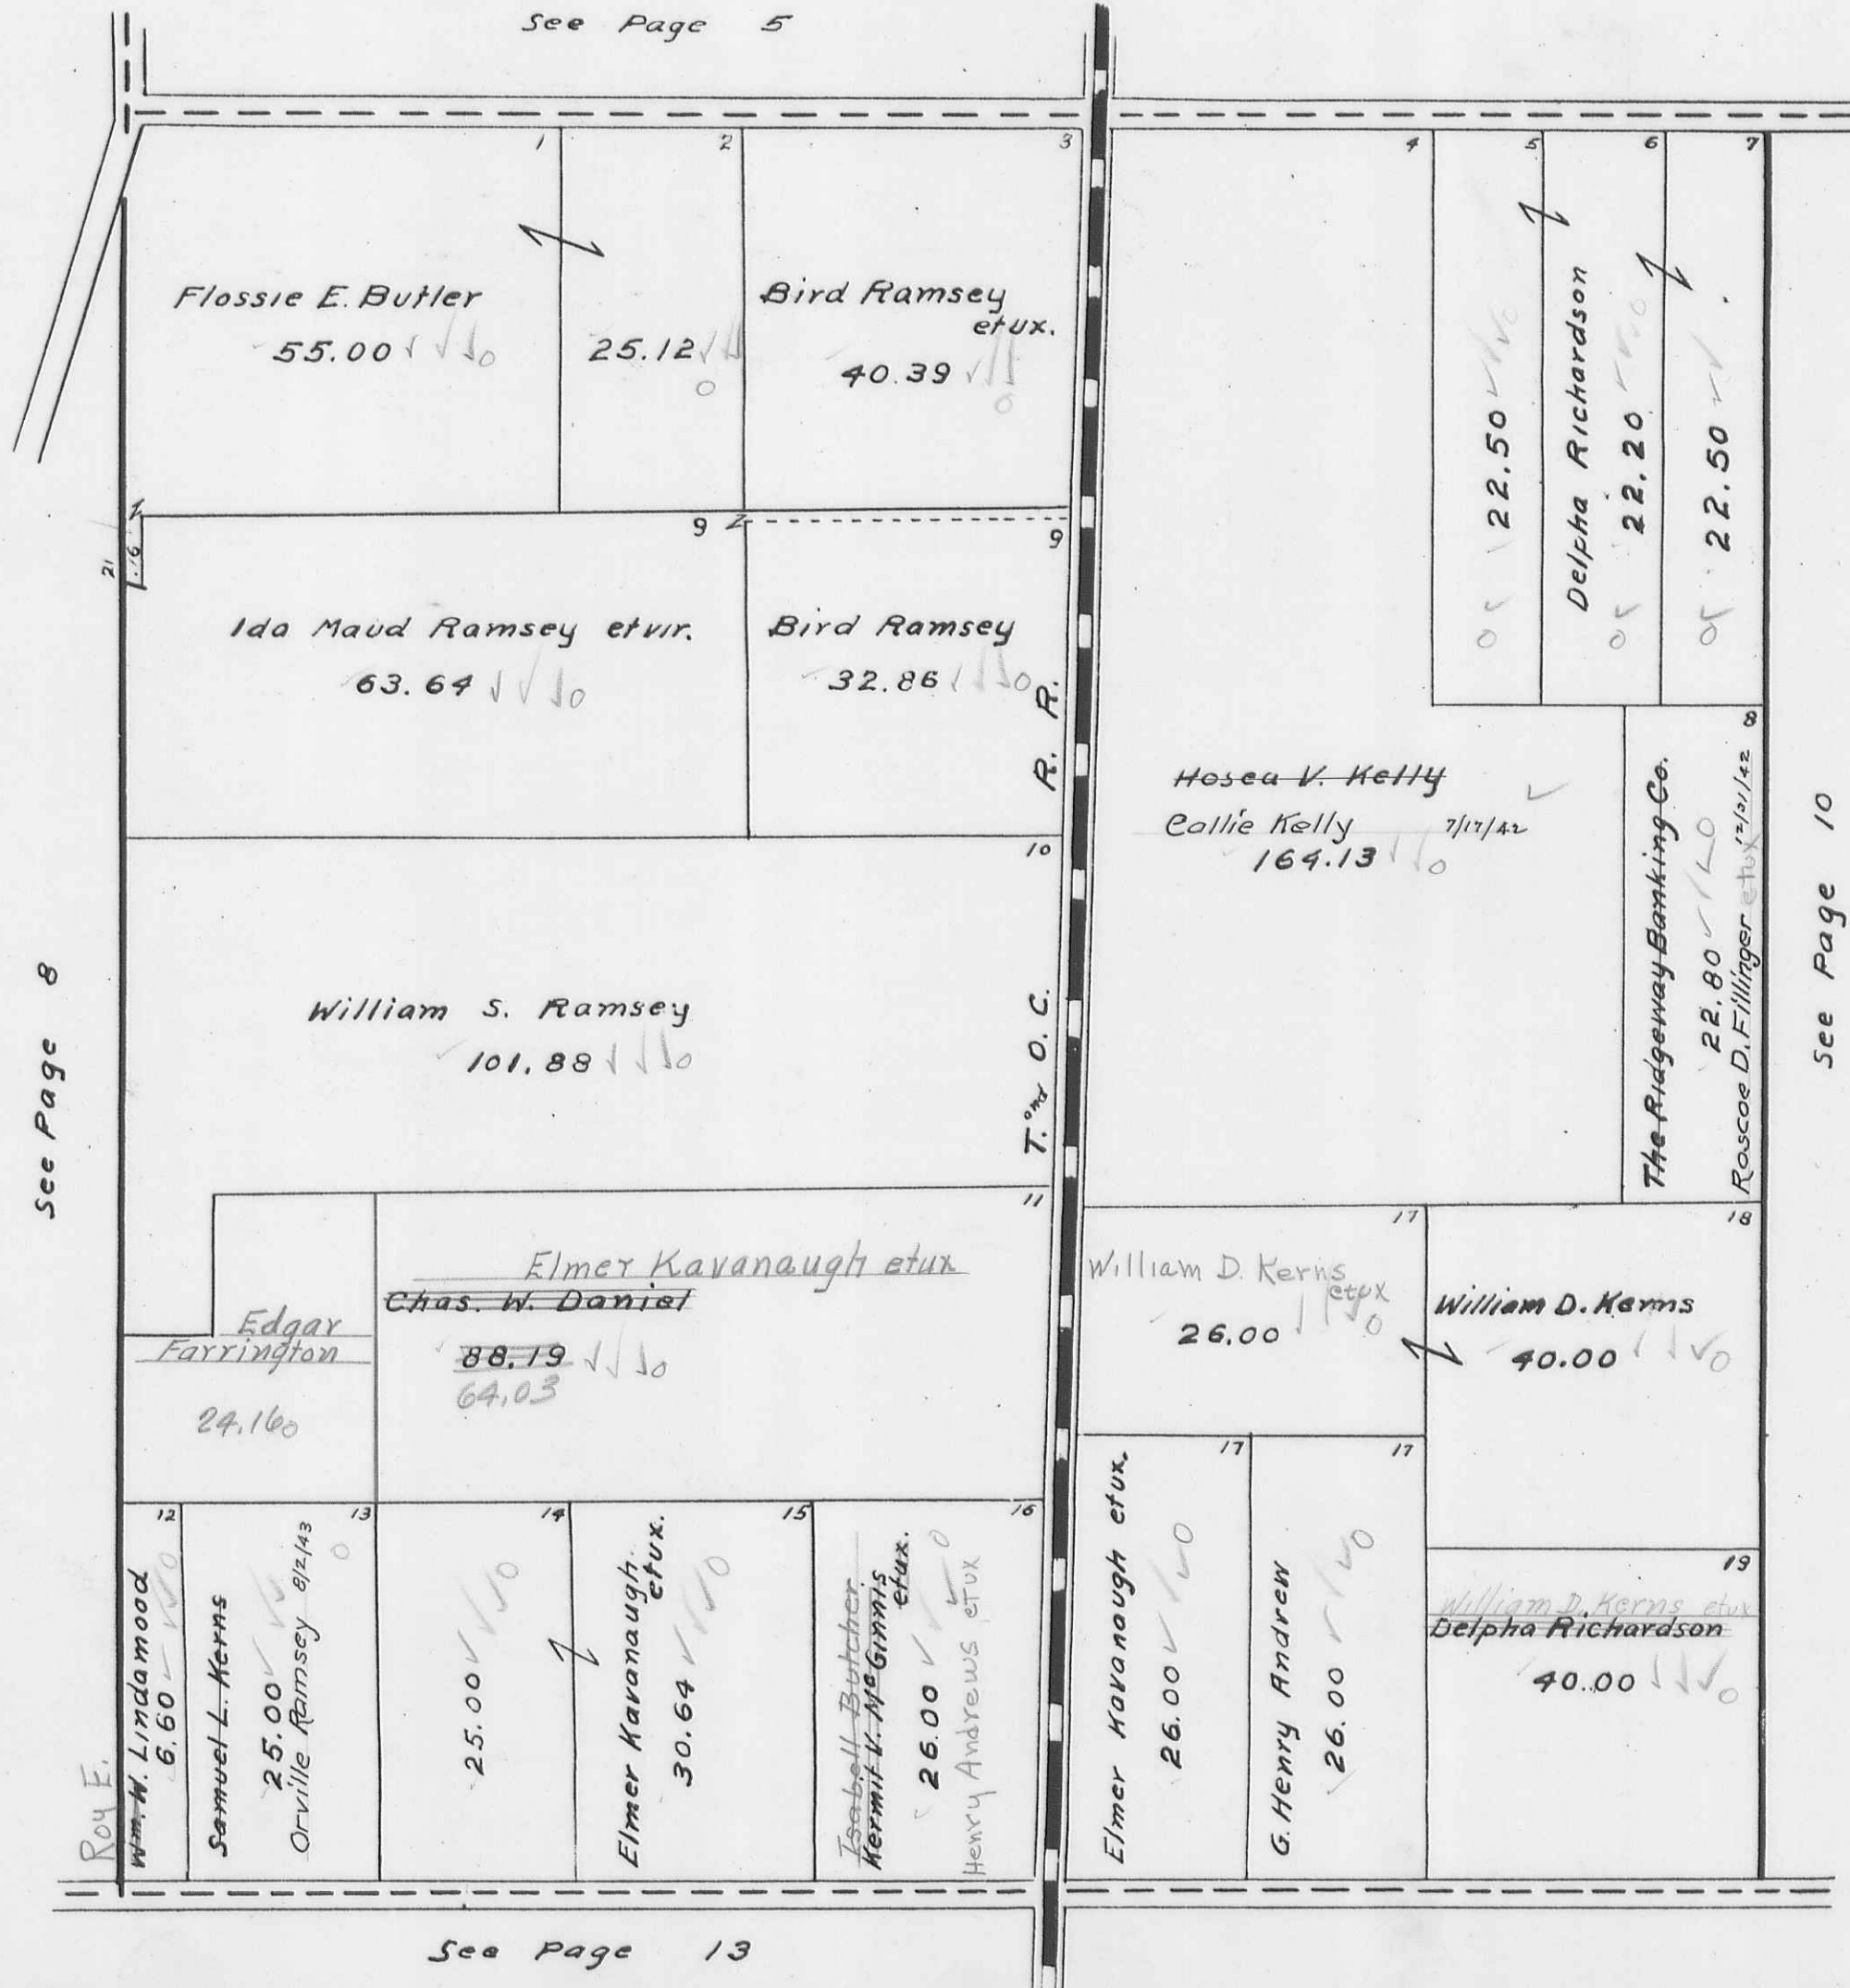 See Page 5
1
2
3
4
5
6
7
Flossie E. Butler
55.00
25.12
Bird Ramsey
etux.
40.39
22.50
Delpha Richardson
22.20
22.50
21
.16
9
9
Ida Maud Ramsey etvir.
63.64
Bird Ramsey
32.86
T. and O. C. R. R.
Hosea V. Kelly
Callie Kelly 7/17/42
164.13
8
The Ridgeway Banking Co.
22.80
Roscoe D. Fillinger etux 12/21/42
See Page 8
See Page 10
10
William S. Ramsey
101.88
11
Elmer Kavanaugh etux
Chas. W. Daniel
88.19
64.03
Edgar
Farrington
24.16
17
William D. Kerns
etux
26.00
18
William D. Kerns
40.00
12
Roy E.
Wm. W. Lindamood
6.60
13
Samuel L. Kerns
25.00
Orville Ramsey 8/2/43
14
25.00
15
Elmer Kavanaugh
etux.
30.64
16
Isabell Butcher
Kermit V. McGinnis
etux.
26.00
Henry Andrews etux
17
Elmer Kavanaugh etux.
26.00
17
G. Henry Andrew
26.00
19
William D. Kerns etux
Delpha Richardson
40.00
See Page 13